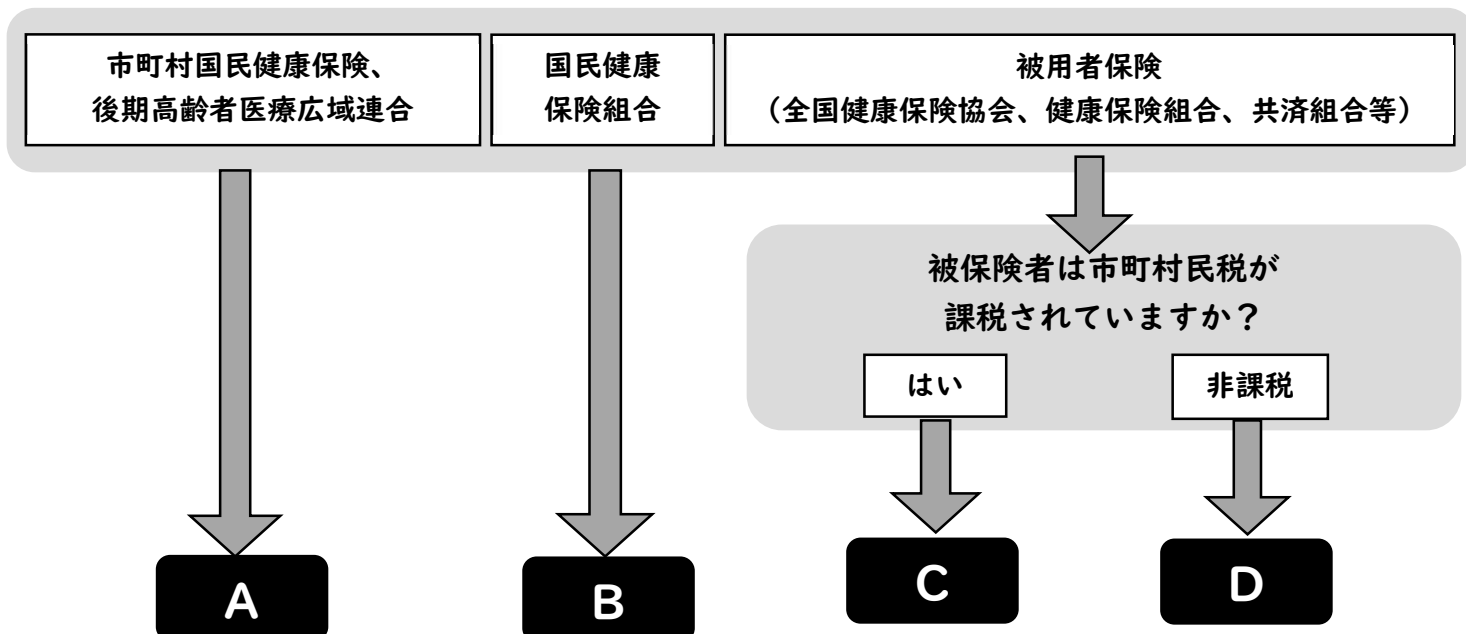 市町村国民健康保険、
後期高齢者医療広域連合
国民健康
保険組合
被用者保険
（全国健康保険協会、健康保険組合、共済組合等）
被保険者は市町村民税が
課税されていますか？
はい
非課税
A
B
C
D